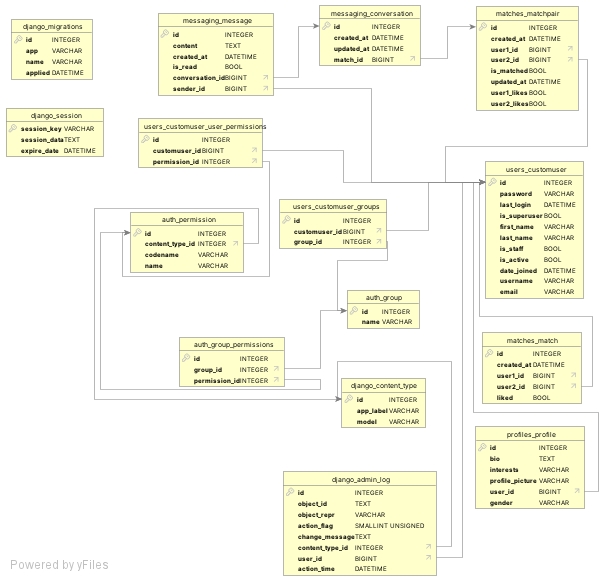 django_migrations
id INTEGER
app VARCHAR
name VARCHAR
applied DATETIME
messaging_message
id INTEGER
content TEXT
created_at DATETIME
is_read BOOL
conversation_id BIGINT
sender_id BIGINT
messaging_conversation
id INTEGER
created_at DATETIME
updated_at DATETIME
match_id BIGINT
matches_matchpair
id INTEGER
created_at DATETIME
user1_id BIGINT
user2_id BIGINT
is_matched BOOL
updated_at DATETIME
user1_likes BOOL
user2_likes BOOL
django_session
session_key VARCHAR
session_data TEXT
expire_date DATETIME
users_customuser_user_permissions
id INTEGER
customuser_id BIGINT
permission_id INTEGER
users_customuser
id INTEGER
password VARCHAR
last_login DATETIME
is_superuser BOOL
first_name VARCHAR
last_name VARCHAR
is_staff BOOL
is_active BOOL
date_joined DATETIME
username VARCHAR
email VARCHAR
users_customuser_groups
id INTEGER
customuser_id BIGINT
group_id INTEGER
auth_permission
id INTEGER
content_type_id INTEGER
codename VARCHAR
name VARCHAR
auth_group
id INTEGER
name VARCHAR
auth_group_permissions
id INTEGER
group_id INTEGER
permission_id INTEGER
matches_match
id INTEGER
created_at DATETIME
user1_id BIGINT
user2_id BIGINT
liked BOOL
django_content_type
id INTEGER
app_label VARCHAR
model VARCHAR
profiles_profile
id INTEGER
bio TEXT
interests VARCHAR
profile_picture VARCHAR
user_id BIGINT
gender VARCHAR
django_admin_log
id INTEGER
object_id TEXT
object_repr VARCHAR
action_flag SMALLINT UNSIGNED
change_message TEXT
content_type_id INTEGER
user_id BIGINT
action_time DATETIME
Powered by yFiles